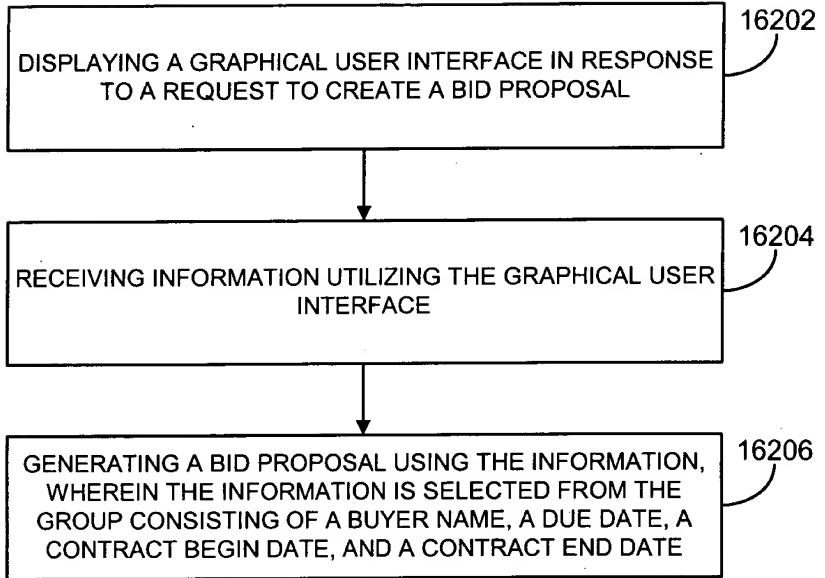 16202
DISPLAYING A GRAPHICAL USER INTERFACE IN RESPONSE
TO A REQUEST TO CREATE A BID PROPOSAL
16204
RECEIVING INFORMATION UTILIZING THE GRAPHICAL USER
INTERFACE
16206
GENERATING A BID PROPOSAL USING THE INFORMATION,
WHEREIN THE INFORMATION IS SELECTED FROM THE
GROUP CONSISTING OF A BUYER NAME, A DUE DATE, A
CONTRACT BEGIN DATE, AND A CONTRACT END DATE